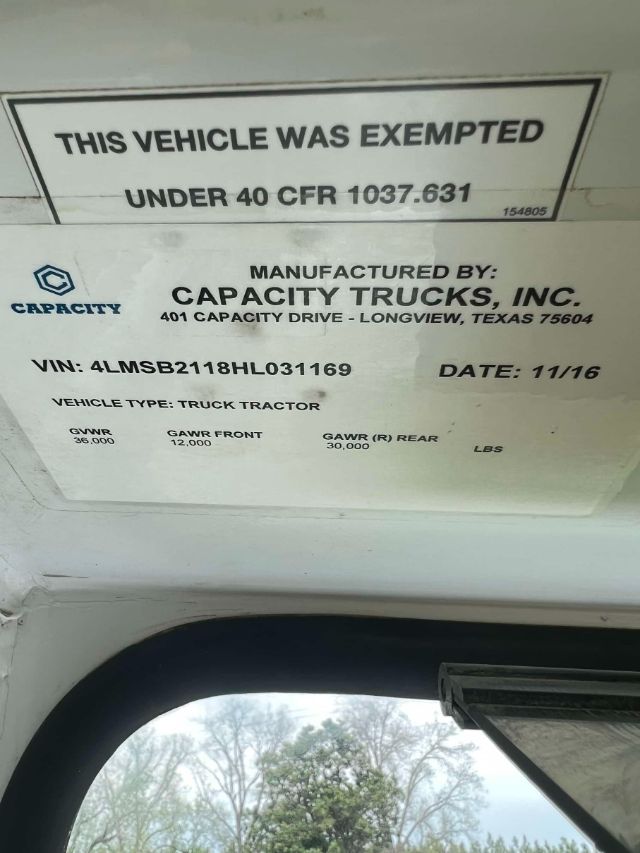 THIS VEHICLE WAS EXEMPTED
UNDER 40 CFR 1037.631
154805
CAPACITY
MANUFACTURED BY:
CAPACITY TRUCKS, INC.
401 CAPACITY DRIVE - LONGVIEW, TEXAS 75604
VIN: 4LMSB2118HL031169 DATE: 11/16
VEHICLE TYPE: TRUCK TRACTOR
GVWR GAWR FRONT GAWR (R) REAR
36,000 12,000 30,000 LBS